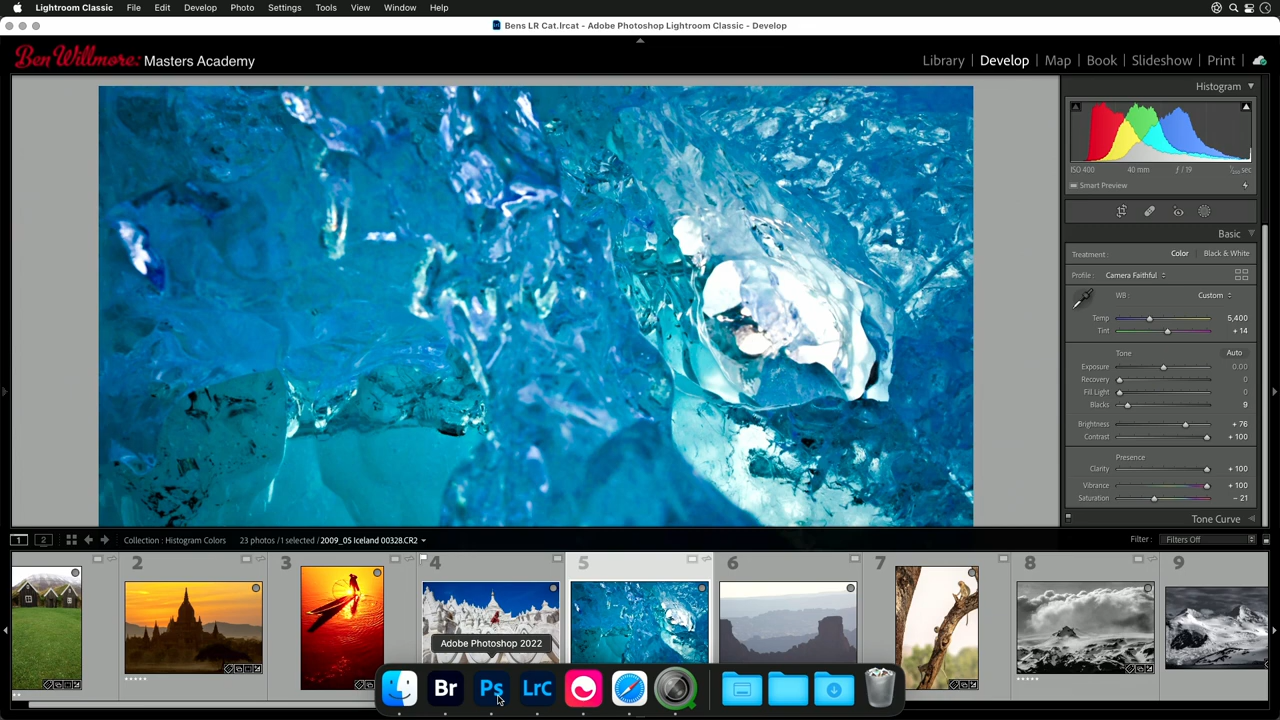 Lightroom Classic File Edit Develop Photo Settings Tools View Window Help
Bens LR Cat.lrcat - Adobe Photoshop Lightroom Classic - Develop
Ben Willmore: Masters Academy
Library | Develop | Map | Book | Slideshow | Print
Histogram
ISO 400 40 mm ƒ / 19
Smart Preview
Basic
Treatment : Color Black & White
Profile : Camera Faithful
WB : Custom
Temp 5,400
Tint + 14
Tone Auto
Exposure 0.00
Recovery 0
Fill Light 0
Blacks 9
Brightness + 76
Contrast + 100
Presence
Clarity + 100
Vibrance + 100
Saturation – 21
Tone Curve
1 2 Collection : Histogram Colors 23 photos / 1 selected / 2009_05 Iceland 00328.CR2 Filter : Filters Off
2 3 4 5 6 7 8 9
Adobe Photoshop 2022
Br Ps LrC